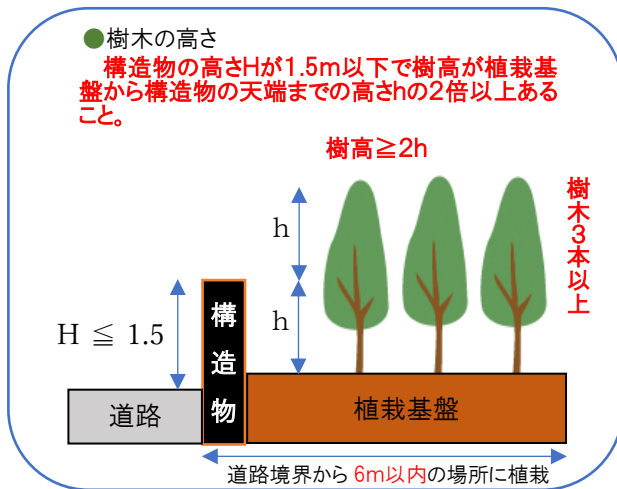 ●樹木の高さ
構造物の高さHが1.5m以下で樹高が植栽基
盤から構造物の天端までの高さhの2倍以上ある
こと。
樹高≧2h
樹木3本以上
h
h
H ≦ 1.5
構造物
道路
植栽基盤
道路境界から 6m以内の場所に植栽